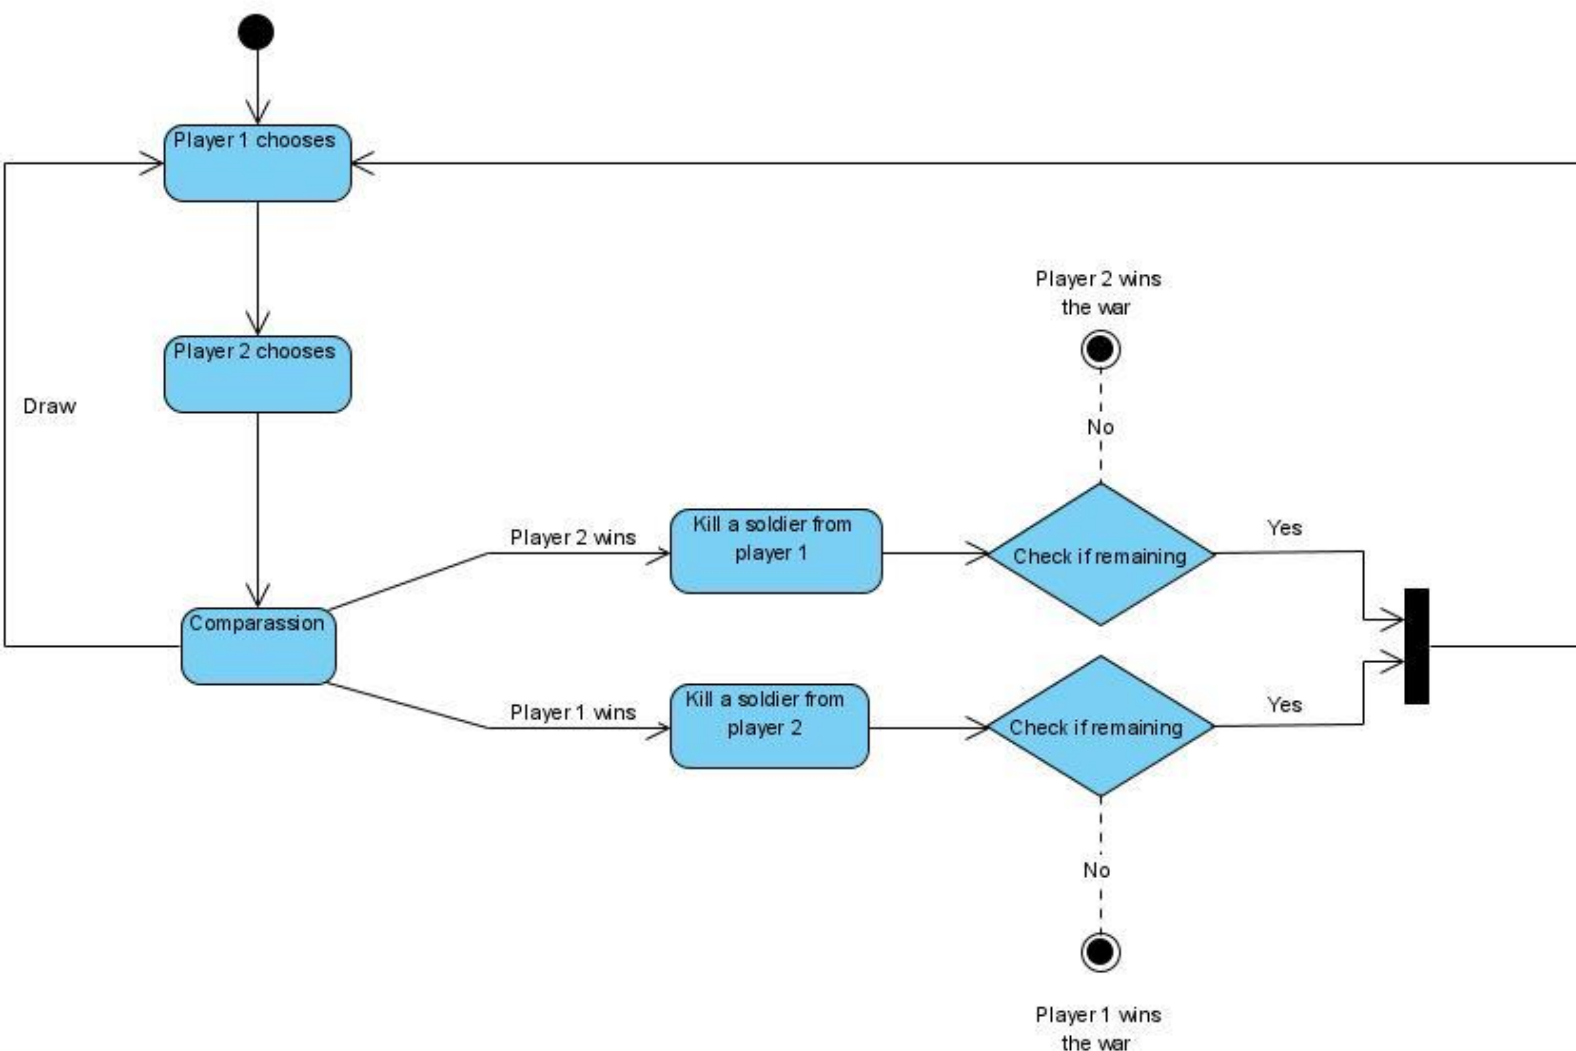 Player 1 chooses
Player 2 wins
the war
Player 2 chooses
Draw
No
Player 2 wins
Kill a soldier from
player 1
Check if remaining
Yes
Comparassion
Player 1 wins
Kill a soldier from
player 2
Check if remaining
Yes
No
Player 1 wins
the war